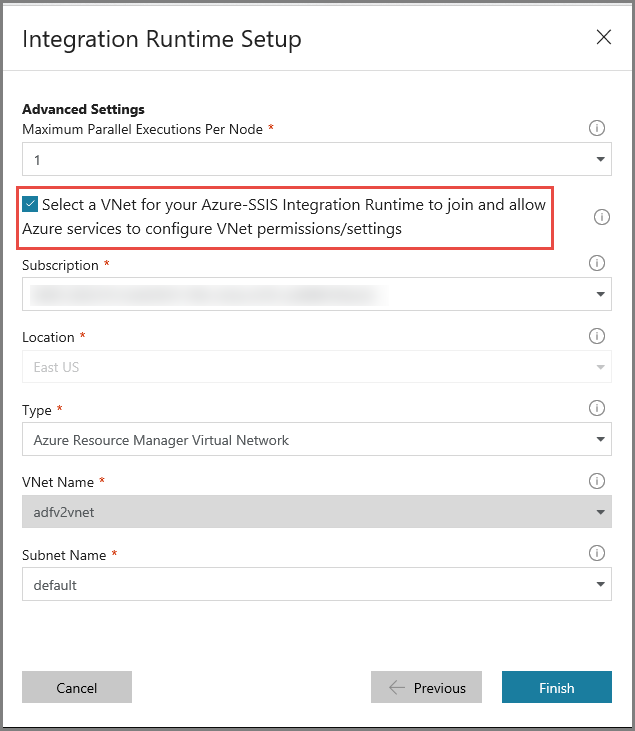 Integration Runtime Setup
Advanced Settings
Maximum Parallel Executions Per Node *
1
Select a VNet for your Azure-SSIS Integration Runtime to join and allow
Azure services to configure VNet permissions/settings
Subscription *
Location *
East US
Type *
Azure Resource Manager Virtual Network
VNet Name *
adfv2vnet
Subnet Name *
default
Cancel
Previous
Finish